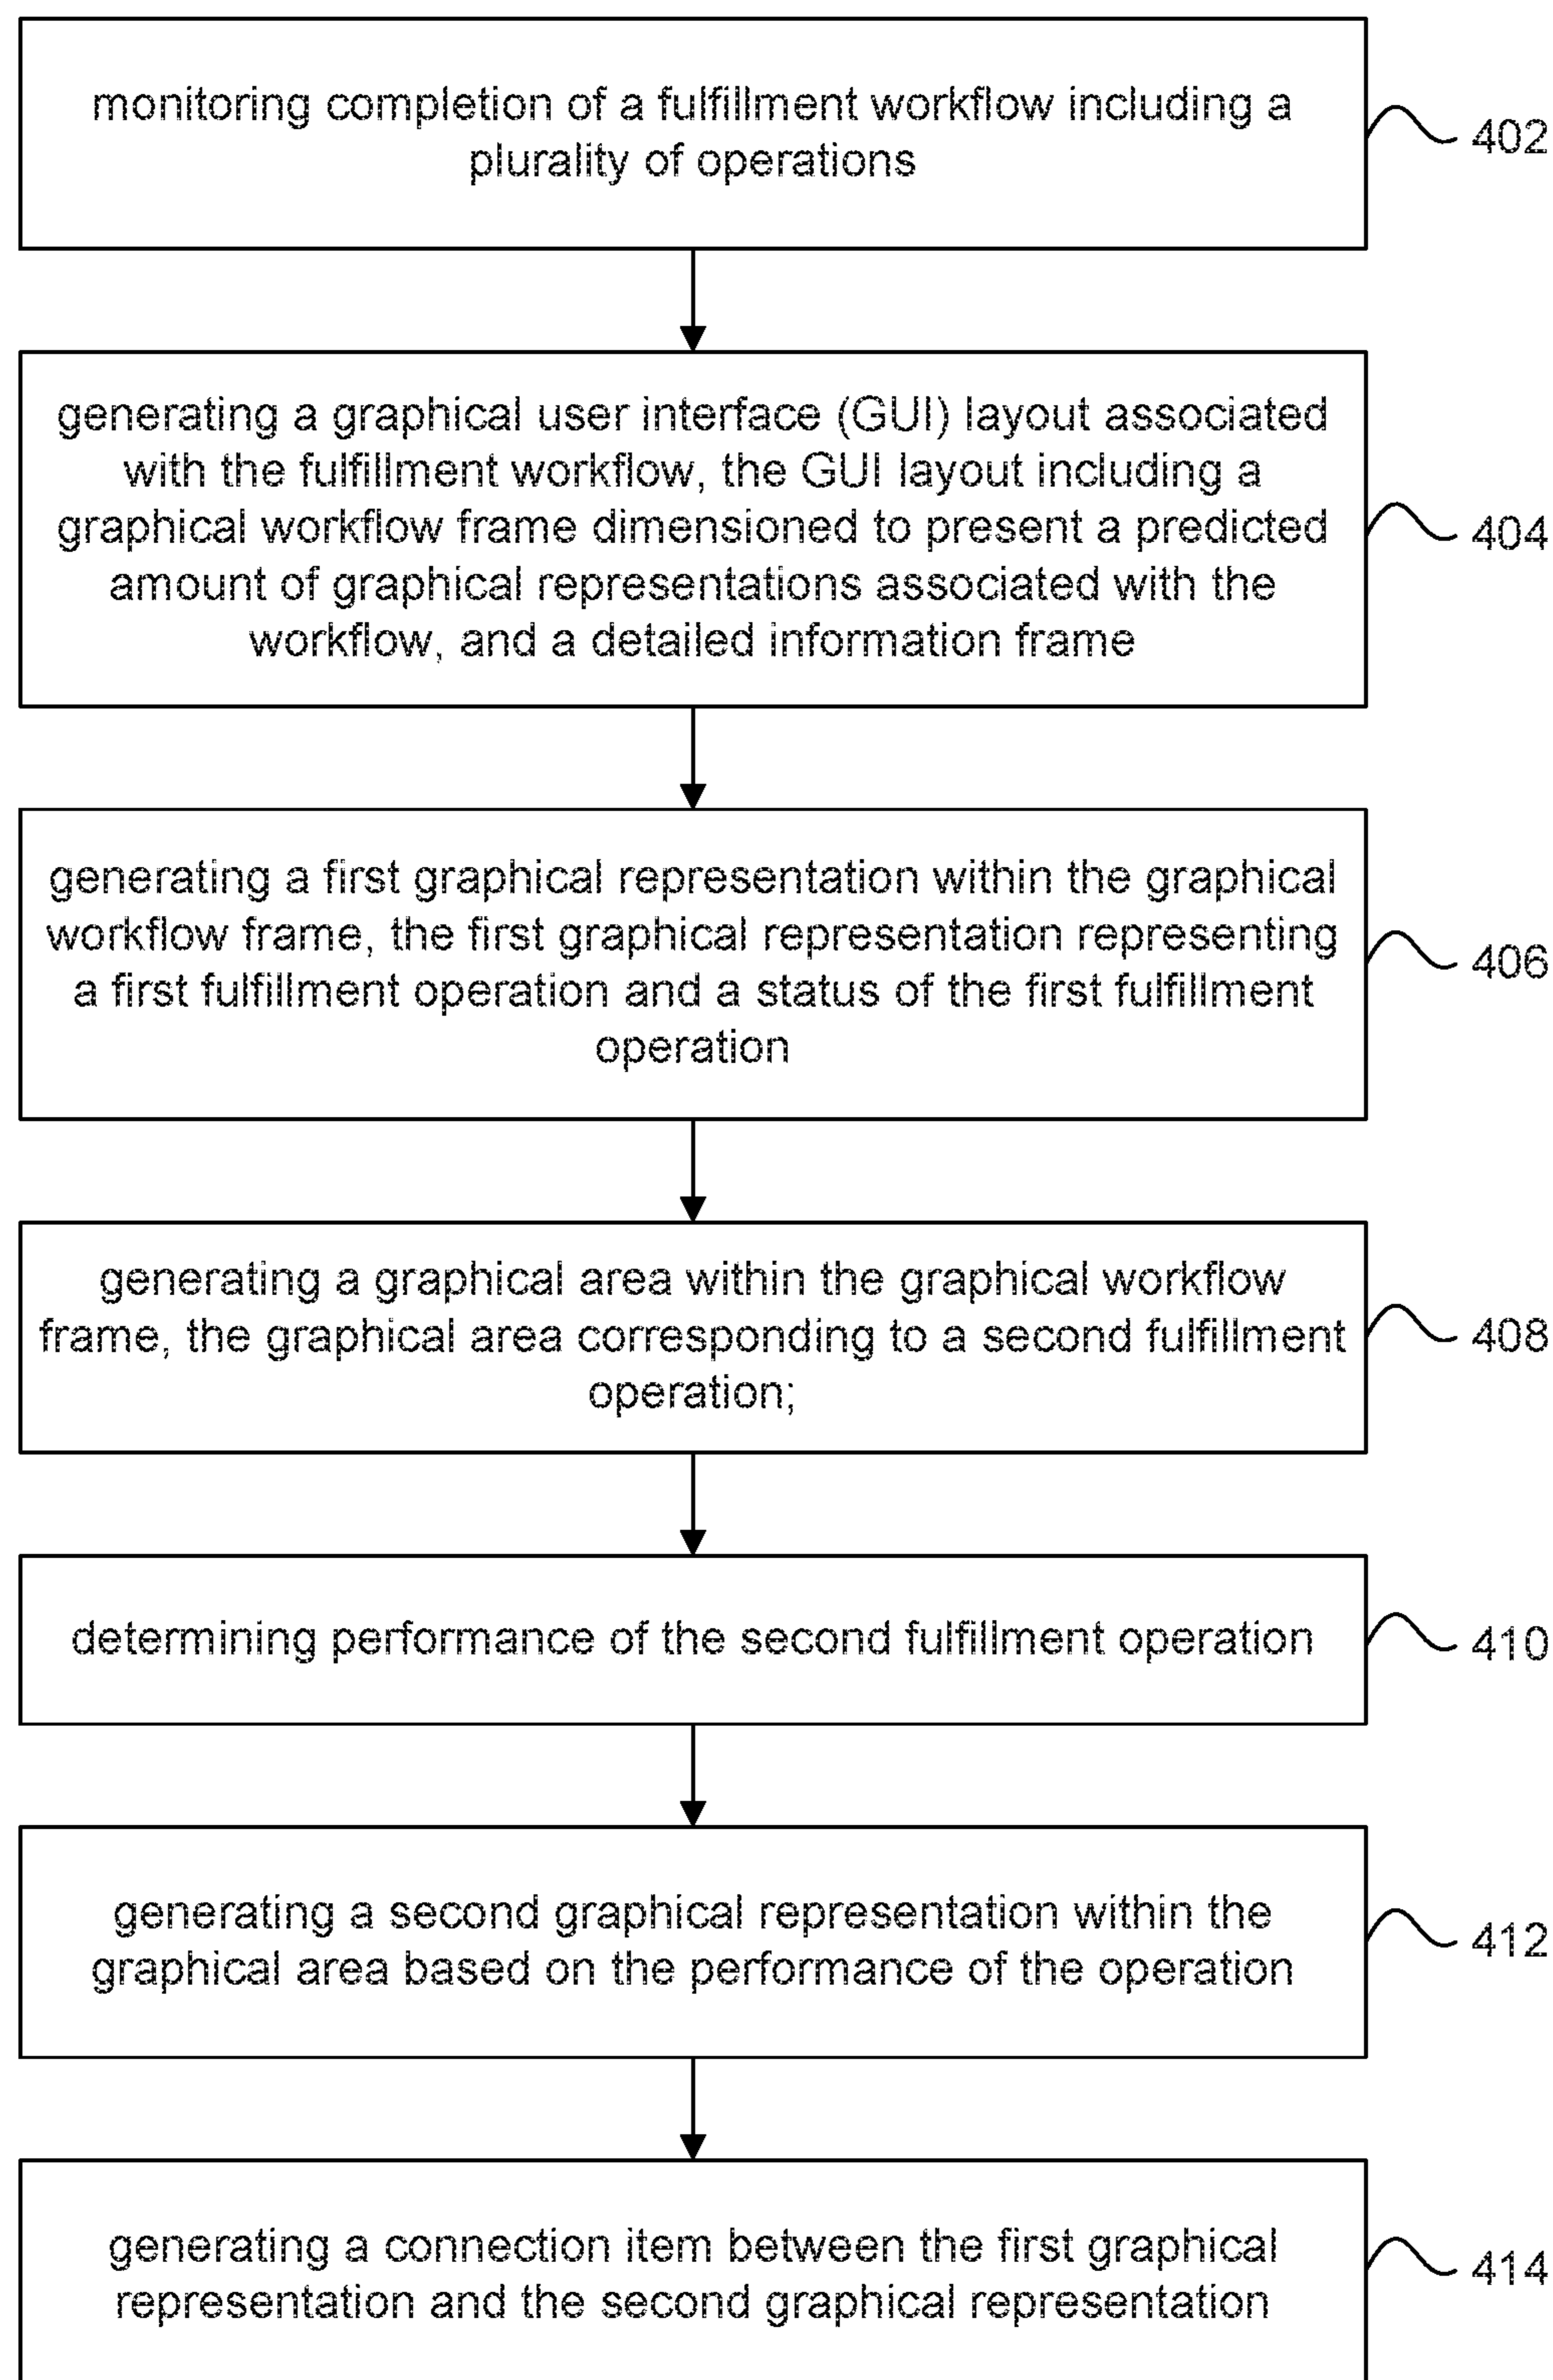 monitoring completion of a fulfillment workflow including a
plurality of operations
402
generating a graphical user interface (GUI) layout associated
with the fulfillment workflow, the GUI layout including a
graphical workflow frame dimensioned to present a predicted
amount of graphical representations associated with the
workflow, and a detailed information frame
404
generating a first graphical representation within the graphical
workflow frame, the first graphical representation representing
a first fulfillment operation and a status of the first fulfillment
operation
406
generating a graphical area within the graphical workflow
frame, the graphical area corresponding to a second fulfillment
operation;
408
determining performance of the second fulfillment operation
410
generating a second graphical representation within the
graphical area based on the performance of the operation
412
generating a connection item between the first graphical
representation and the second graphical representation
414